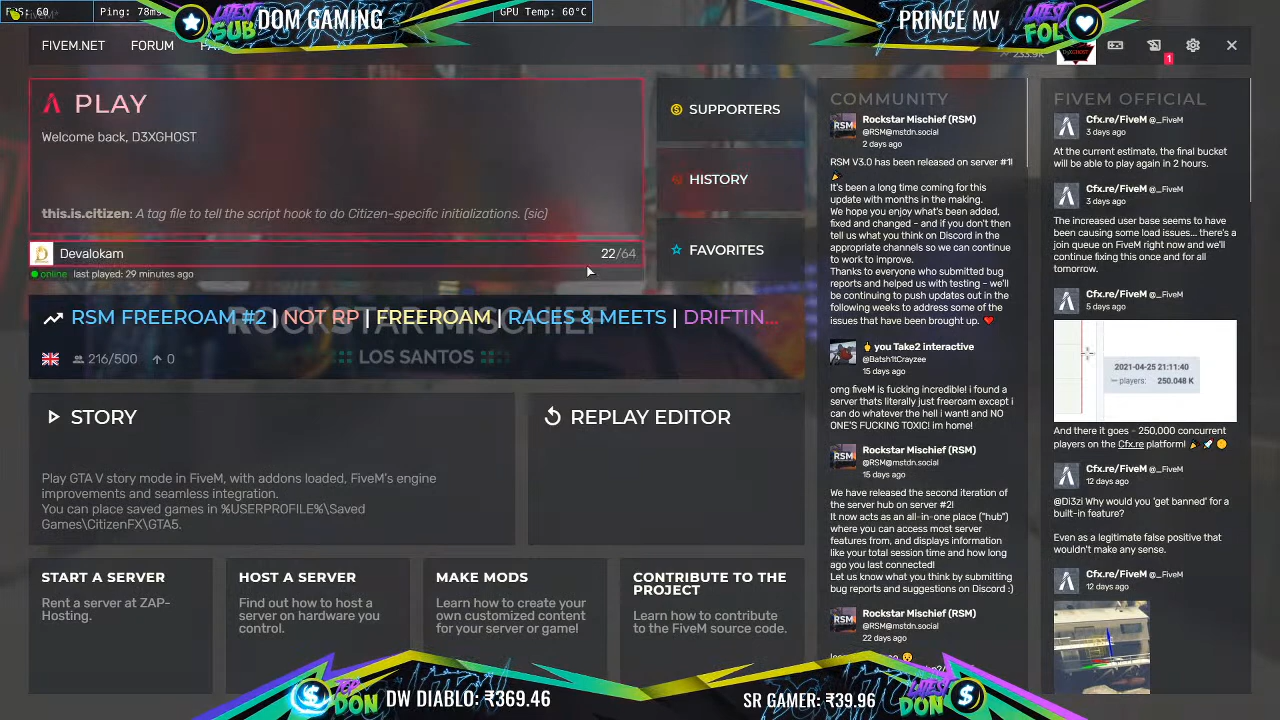 FPS: 60
Ping: 78ms
GPU Temp: 60°C
LATEST SUB
DOM GAMING
PRINCE MV
LATEST FOL
FIVEM.NET
FORUM
1
PLAY
Welcome back, D3XGHOST
this.is.citizen: A tag file to tell the script hook to do Citizen-specific initializations. (sic)
Devalokam
22/64
online last played: 29 minutes ago
SUPPORTERS
HISTORY
FAVORITES
RSM FREEROAM #2 | NOT RP | FREEROAM | RACES & MEETS | DRIFTIN...
ROCKSTAR MISCHIEF
LOS SANTOS
216/500
0
STORY
Play GTA V story mode in FiveM, with addons loaded, FiveM's engine
improvements and seamless integration.
You can place saved games in %USERPROFILE%\Saved
Games\CitizenFX\GTA5.
REPLAY EDITOR
START A SERVER
Rent a server at ZAP-
Hosting.
HOST A SERVER
Find out how to host a
server on hardware you
control.
MAKE MODS
Learn how to create your
own customized content
for your server or game!
CONTRIBUTE TO THE
PROJECT
Learn how to contribute
to the FiveM source code.
COMMUNITY
Rockstar Mischief (RSM)
@RSM@mstdn.social
2 days ago
RSM V3.0 has been released on server #1!
🎉
It's been a long time coming for this
update with months in the making.
We hope you enjoy what's been added,
fixed and changed - and if you don't then
tell us what you think on Discord in the
appropriate channels so we can continue
to work to improve.
Thanks to everyone who submitted bug
reports and helped us with testing - we'll
be continuing to push updates out in the
following weeks to address some of the
issues that have been brought up. ❤️
🖕 you Take2 interactive
@Batsh1tCrayzee
15 days ago
omg fiveM is fucking incredible! i found a
server thats literally just freeroam except i
can do whatever the hell i want! and NO
ONE'S FUCKING TOXIC! im home!
Rockstar Mischief (RSM)
@RSM@mstdn.social
15 days ago
We have released the second iteration of
the server hub on server #2!
It now acts as an all-in-one place ("hub")
where you can access most server
features from, and displays information
like your total session time and how long
ago you last connected!
Let us know what you think by submitting
bug reports and suggestions on Discord :)
Rockstar Mischief (RSM)
@RSM@mstdn.social
22 days ago
FIVEM OFFICIAL
Cfx.re/FiveM @_FiveM
3 days ago
At the current estimate, the final bucket
will be able to play again in 2 hours.
Cfx.re/FiveM @_FiveM
3 days ago
The increased user base seems to have
been causing some load issues... there's a
join queue on FiveM right now and we'll
continue fixing this once and for all
tomorrow.
Cfx.re/FiveM @_FiveM
5 days ago
2021-04-25 21:11:40
players: 250.048 K
And there it goes - 250,000 concurrent
players on the Cfx.re platform! 🎉 🚀 🙂
Cfx.re/FiveM @_FiveM
12 days ago
@Di3zi Why would you 'get banned' for a
built-in feature?
Even as a legitimate false positive that
wouldn't make any sense.
Cfx.re/FiveM @_FiveM
12 days ago
TOP DON
DW DIABLO: ₹369.46
SR GAMER: ₹39.96
LATEST DON